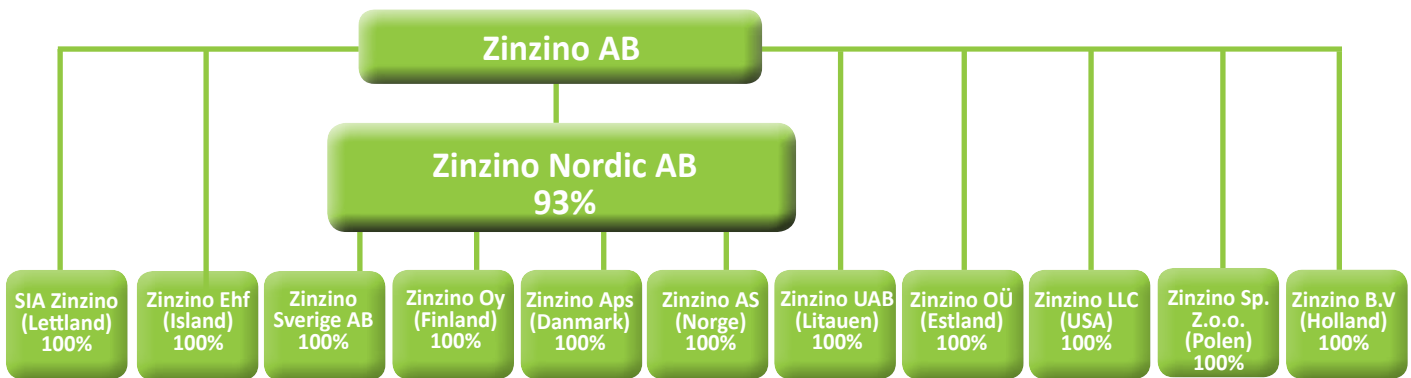 Zinzino AB
Zinzino Nordic AB
93%
SIA Zinzino
(Lettland)
100%
Zinzino Ehf
(Island)
100%
Zinzino
Sverige AB
100%
Zinzino Oy
(Finland)
100%
Zinzino Aps
(Danmark)
100%
Zinzino AS
(Norge)
100%
Zinzino UAB
(Litauen)
100%
Zinzino OÜ
(Estland)
100%
Zinzino LLC
(USA)
100%
Zinzino Sp.
Z.o.o.
(Polen)
100%
Zinzino B.V
(Holland)
100%